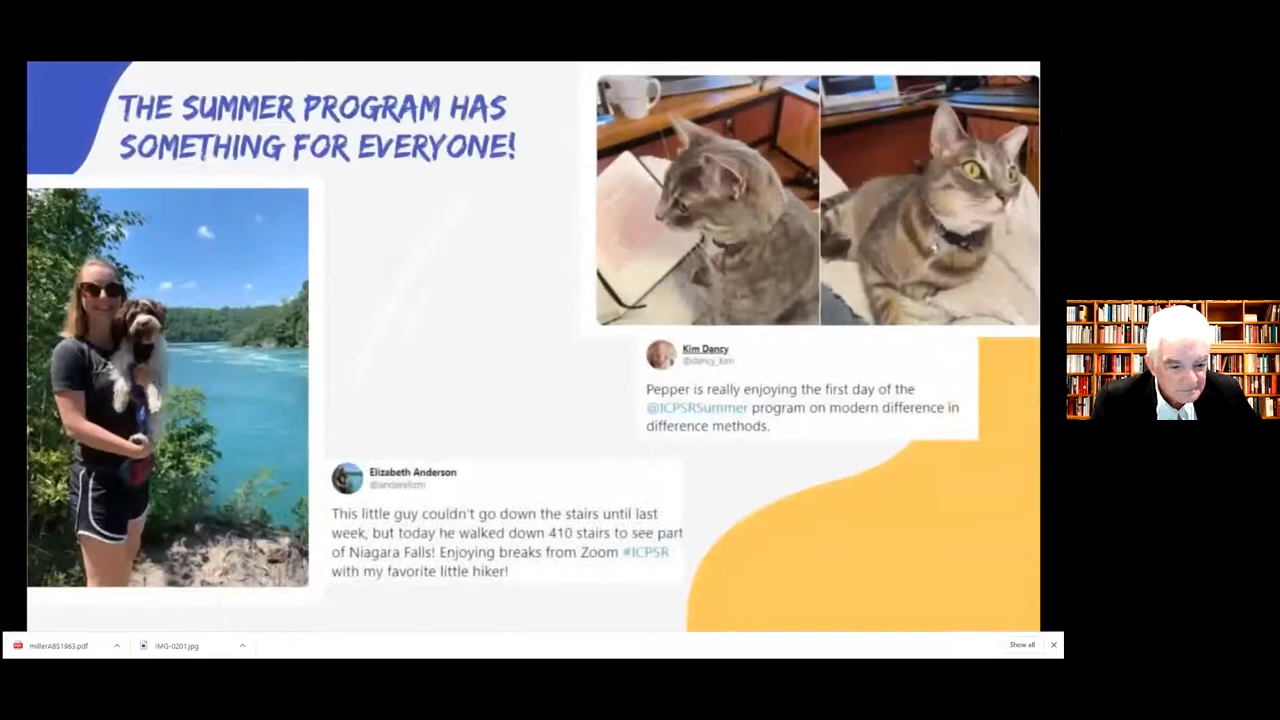 THE SUMMER PROGRAM HAS
SOMETHING FOR EVERYONE!
Kim Dancy
@dancy_kim
Pepper is really enjoying the first day of the
@ICPSRSummer program on modern difference in
difference methods.
Elizabeth Anderson
@anderelizm
This little guy couldn't go down the stairs until last
week, but today he walked down 410 stairs to see part
of Niagara Falls! Enjoying breaks from Zoom #ICPSR
with my favorite little hiker!
millerABS1963.pdf
IMG-0201.jpg
Show all